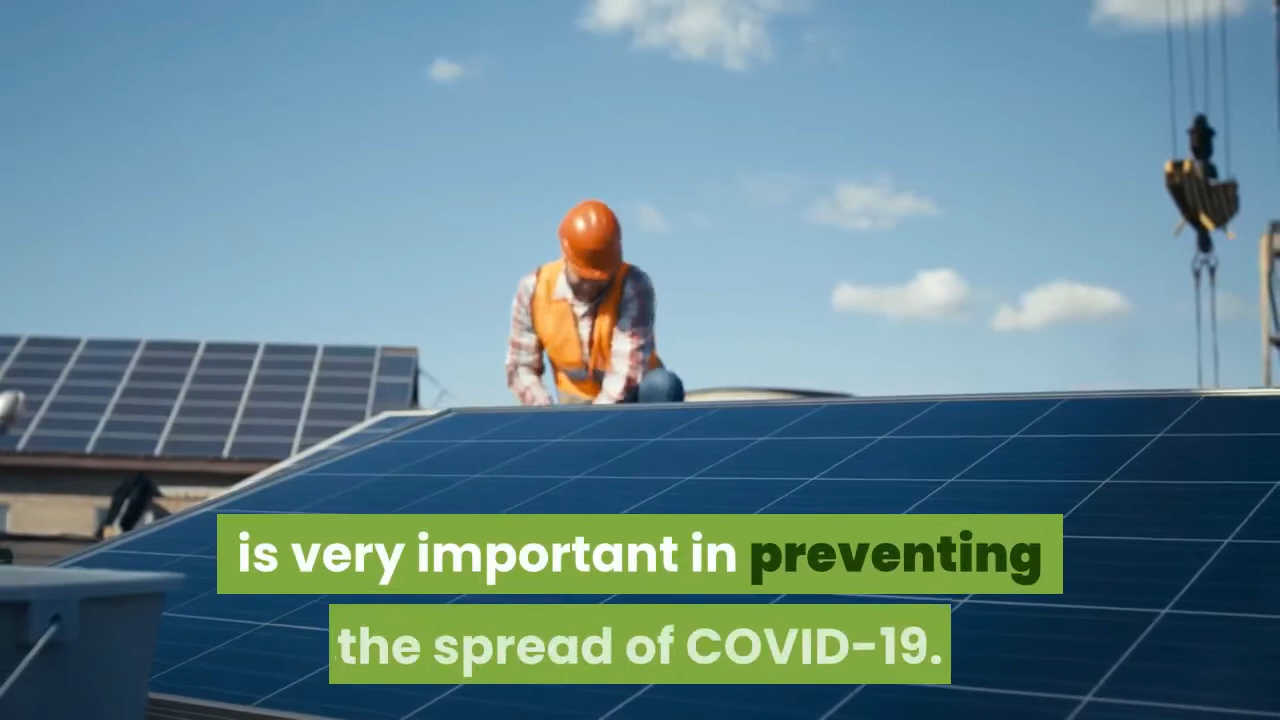 is very important in preventing
the spread of COVID-19.